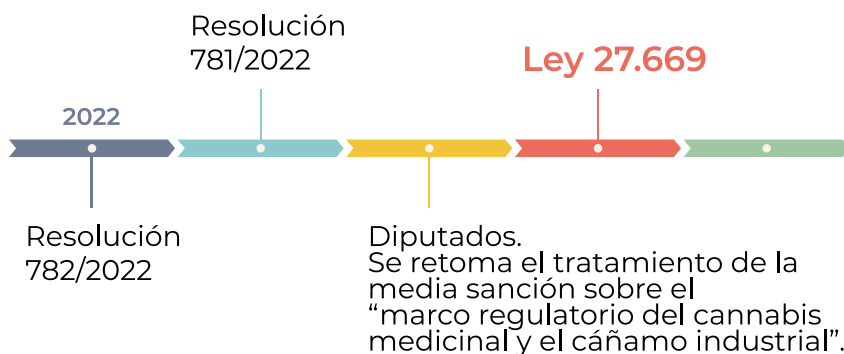 Resolución
781/2022
Ley 27.669
2022
Resolución
782/2022
Diputados.
Se retoma el tratamiento de la
media sanción sobre el
“marco regulatorio del cannabis
medicinal y el cáñamo industrial”.